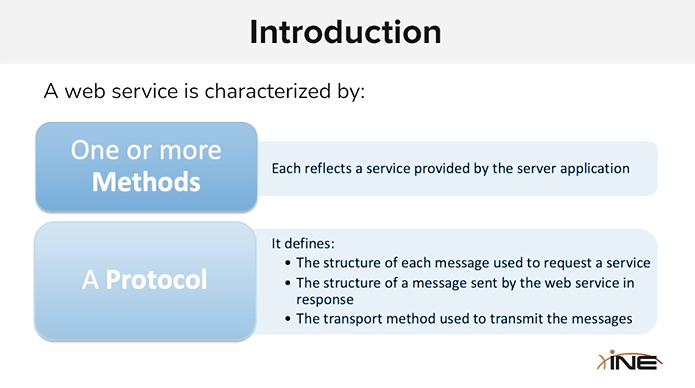 Introduction
A web service is characterized by:
One or more
Methods
Each reflects a service provided by the server application
A Protocol
It defines:
• The structure of each message used to request a service
• The structure of a message sent by the web service in
response
• The transport method used to transmit the messages
INE